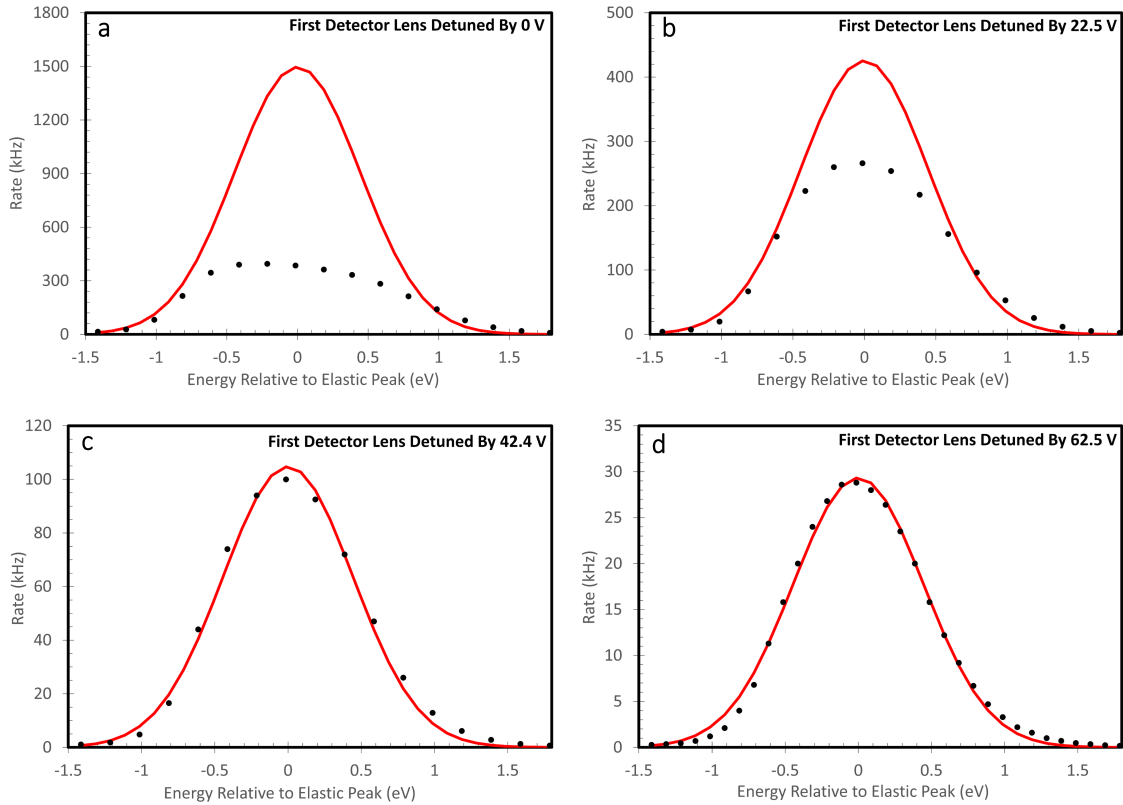 a
First Detector Lens Detuned By 0 V
Rate (kHz)
1800
1500
1200
900
600
300
0
-1.5 -1 -0.5 0 0.5 1 1.5
Energy Relative to Elastic Peak (eV)
b
First Detector Lens Detuned By 22.5 V
Rate (kHz)
500
400
300
200
100
0
-1.5 -1 -0.5 0 0.5 1 1.5
Energy Relative to Elastic Peak (eV)
c
First Detector Lens Detuned By 42.4 V
Rate (kHz)
120
100
80
60
40
20
0
-1.5 -1 -0.5 0 0.5 1 1.5
Energy Relative to Elastic Peak (eV)
d
First Detector Lens Detuned By 62.5 V
Rate (kHz)
35
30
25
20
15
10
5
0
-1.5 -1 -0.5 0 0.5 1 1.5
Energy Relative to Elastic Peak (eV)